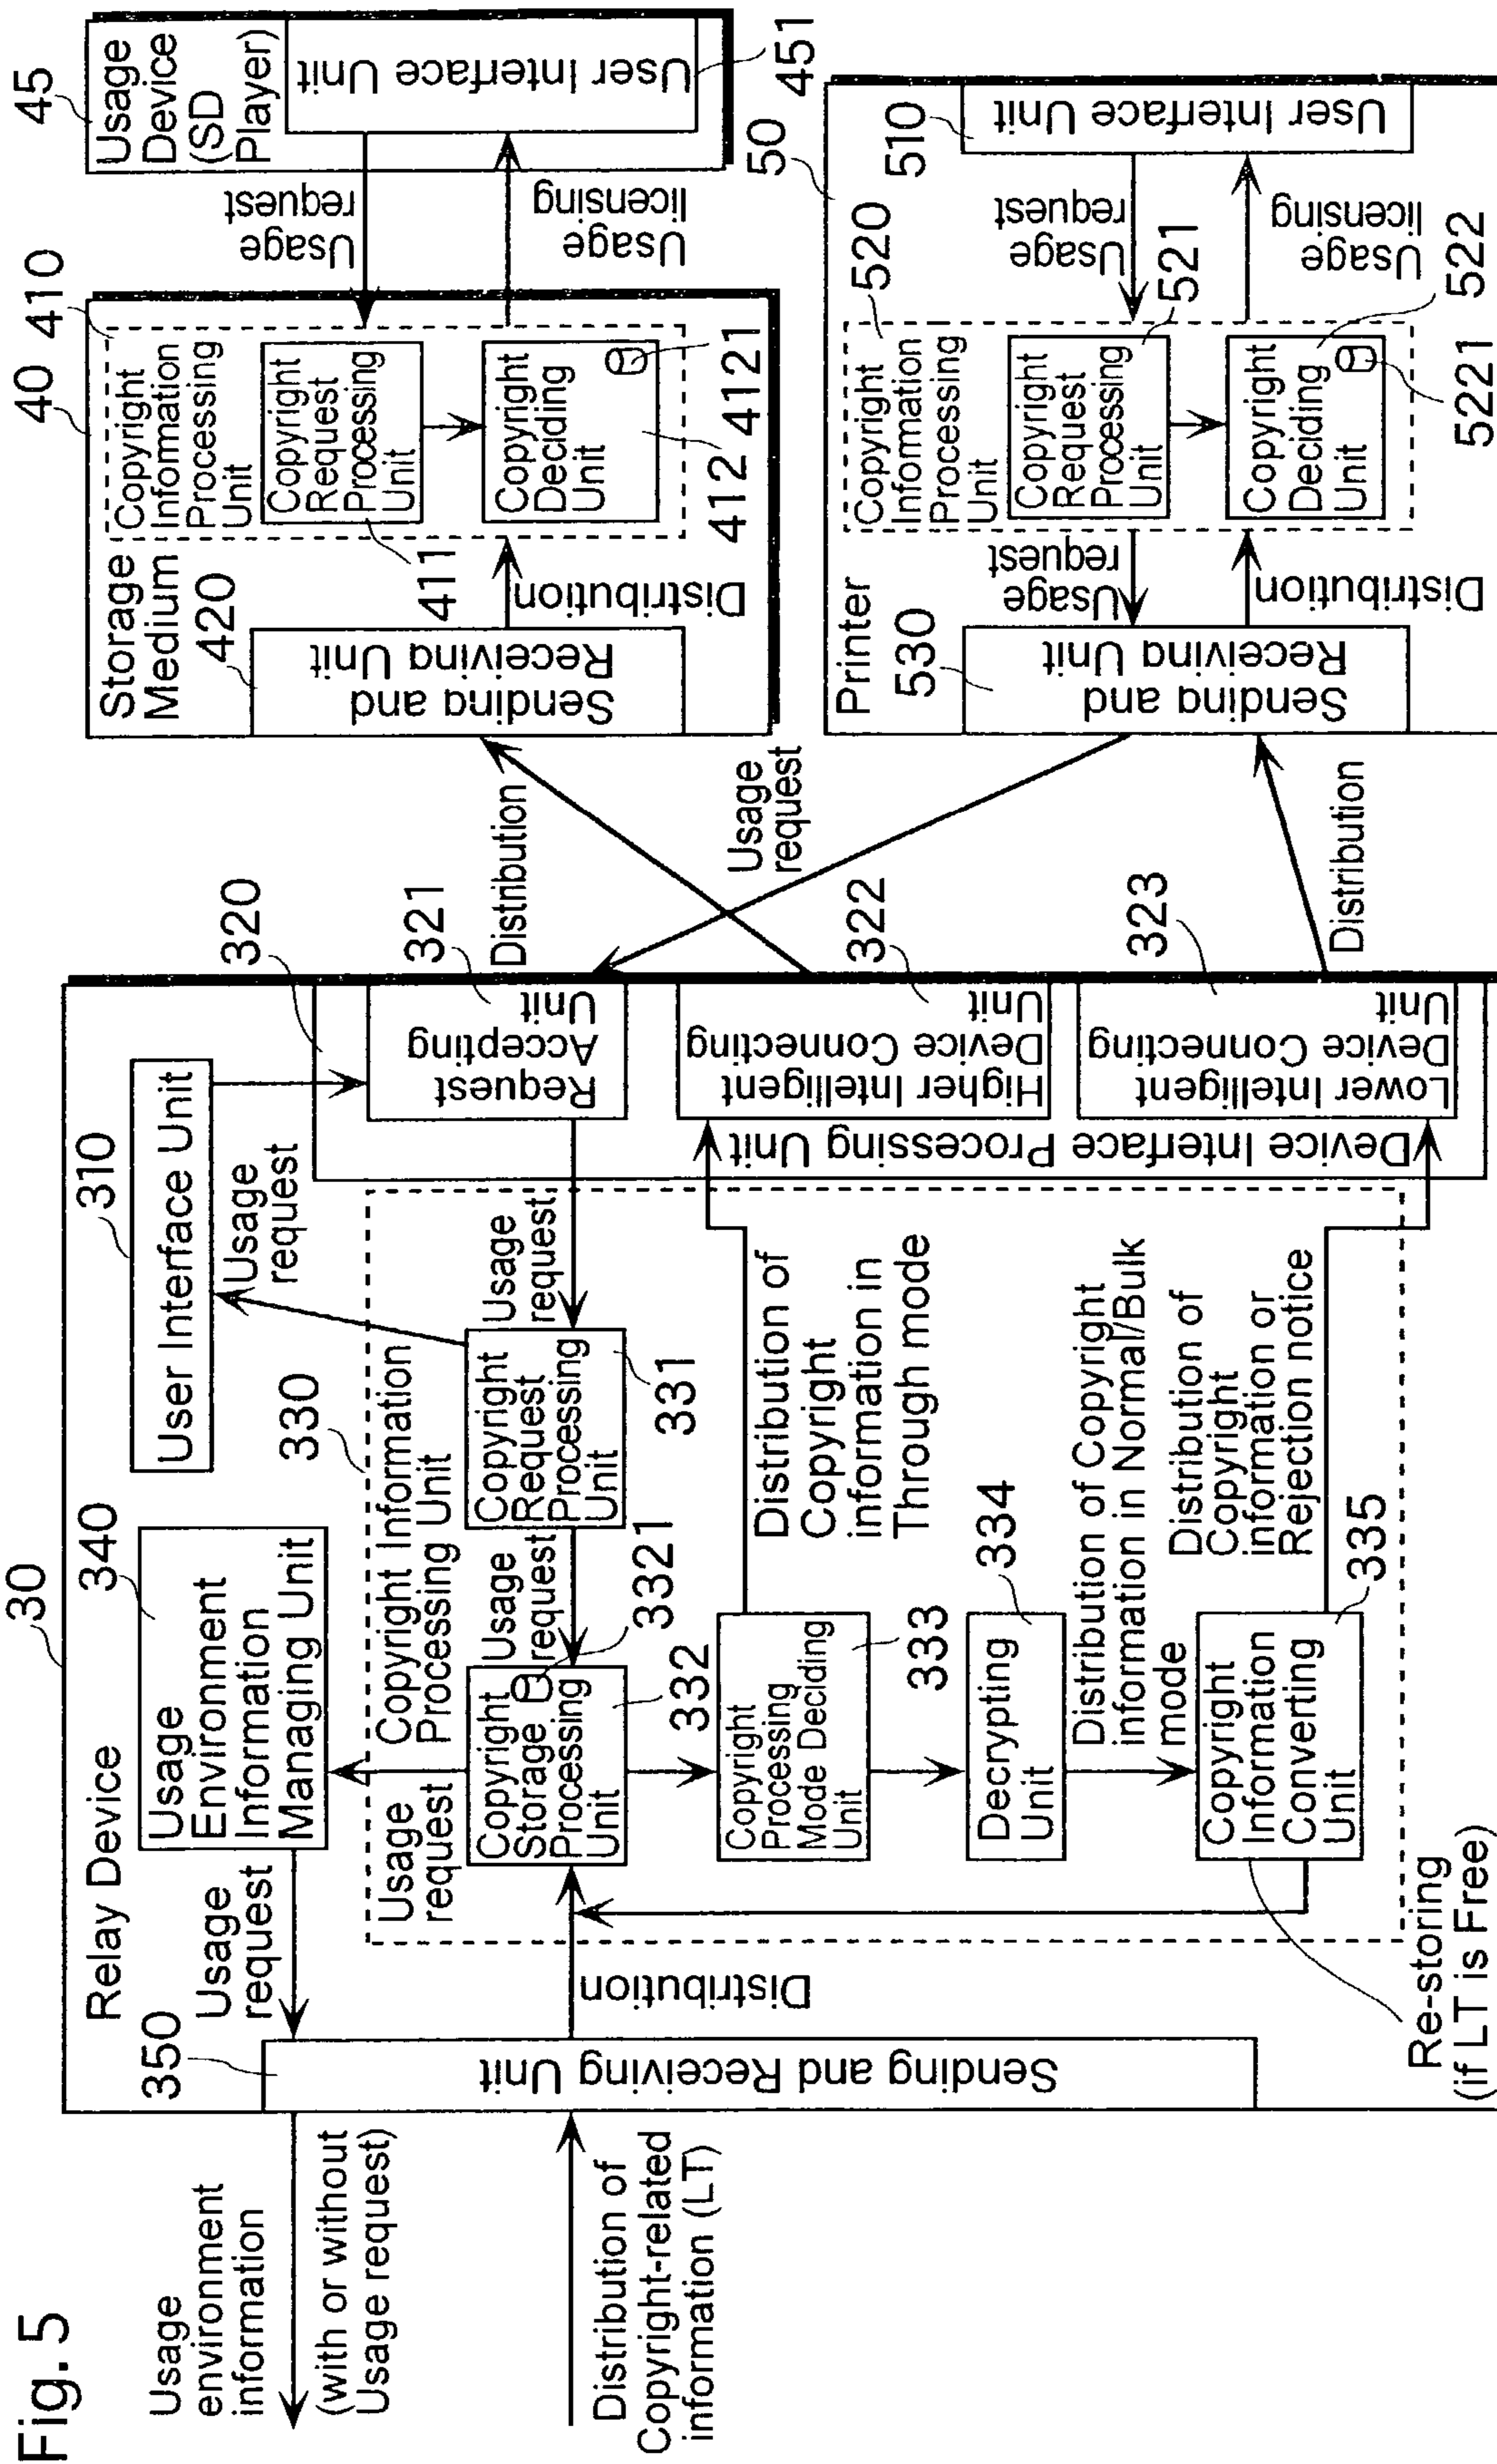 Fig. 5
Usage
environment
information
(with or without
Usage request)
Distribution of
Copyright-related
information (LT)
30
Relay Device
350
Sending and Receiving Unit
Usage
request
Distribution
340
Usage
Environment
Information
Managing Unit
310
User Interface Unit
Usage
request
330
Copyright Information
Processing Unit
Usage
request
Copyright
Storage
Processing
Unit
332
3321
Usage
request
Copyright
Request
Processing
Unit
331
Usage
request
Copyright
Processing
Mode Deciding
Unit
333
Distribution of
Copyright
information in
Through mode
Decrypting
Unit
334
Distribution of Copyright
information in Normal/Bulk
mode
Copyright
Information
Converting
Unit
335
Distribution of
Copyright
information or
Rejection notice
Re-storing
(if LT is Free)
320
Device Interface Processing Unit
321
Request
Accepting
Unit
322
Higher Intelligent
Device Connecting
Unit
323
Lower Intelligent
Device Connecting
Unit
Distribution
Usage
request
Distribution
40
Storage
Medium
420
Sending and
Receiving Unit
Distribution
410
Copyright
Information
Processing
Unit
Copyright
Request
Processing
Unit
411
Copyright
Deciding
Unit
412
4121
Usage
request
Usage
licensing
45
Usage
Device
(SD
Player)
User Interface Unit
451
50
Printer
530
Sending and
Receiving Unit
Usage
request
Distribution
520
Copyright
Information
Processing
Unit
Copyright
Request
Processing
Unit
521
Copyright
Deciding
Unit
522
5221
Usage
request
Usage
licensing
510
User Interface Unit